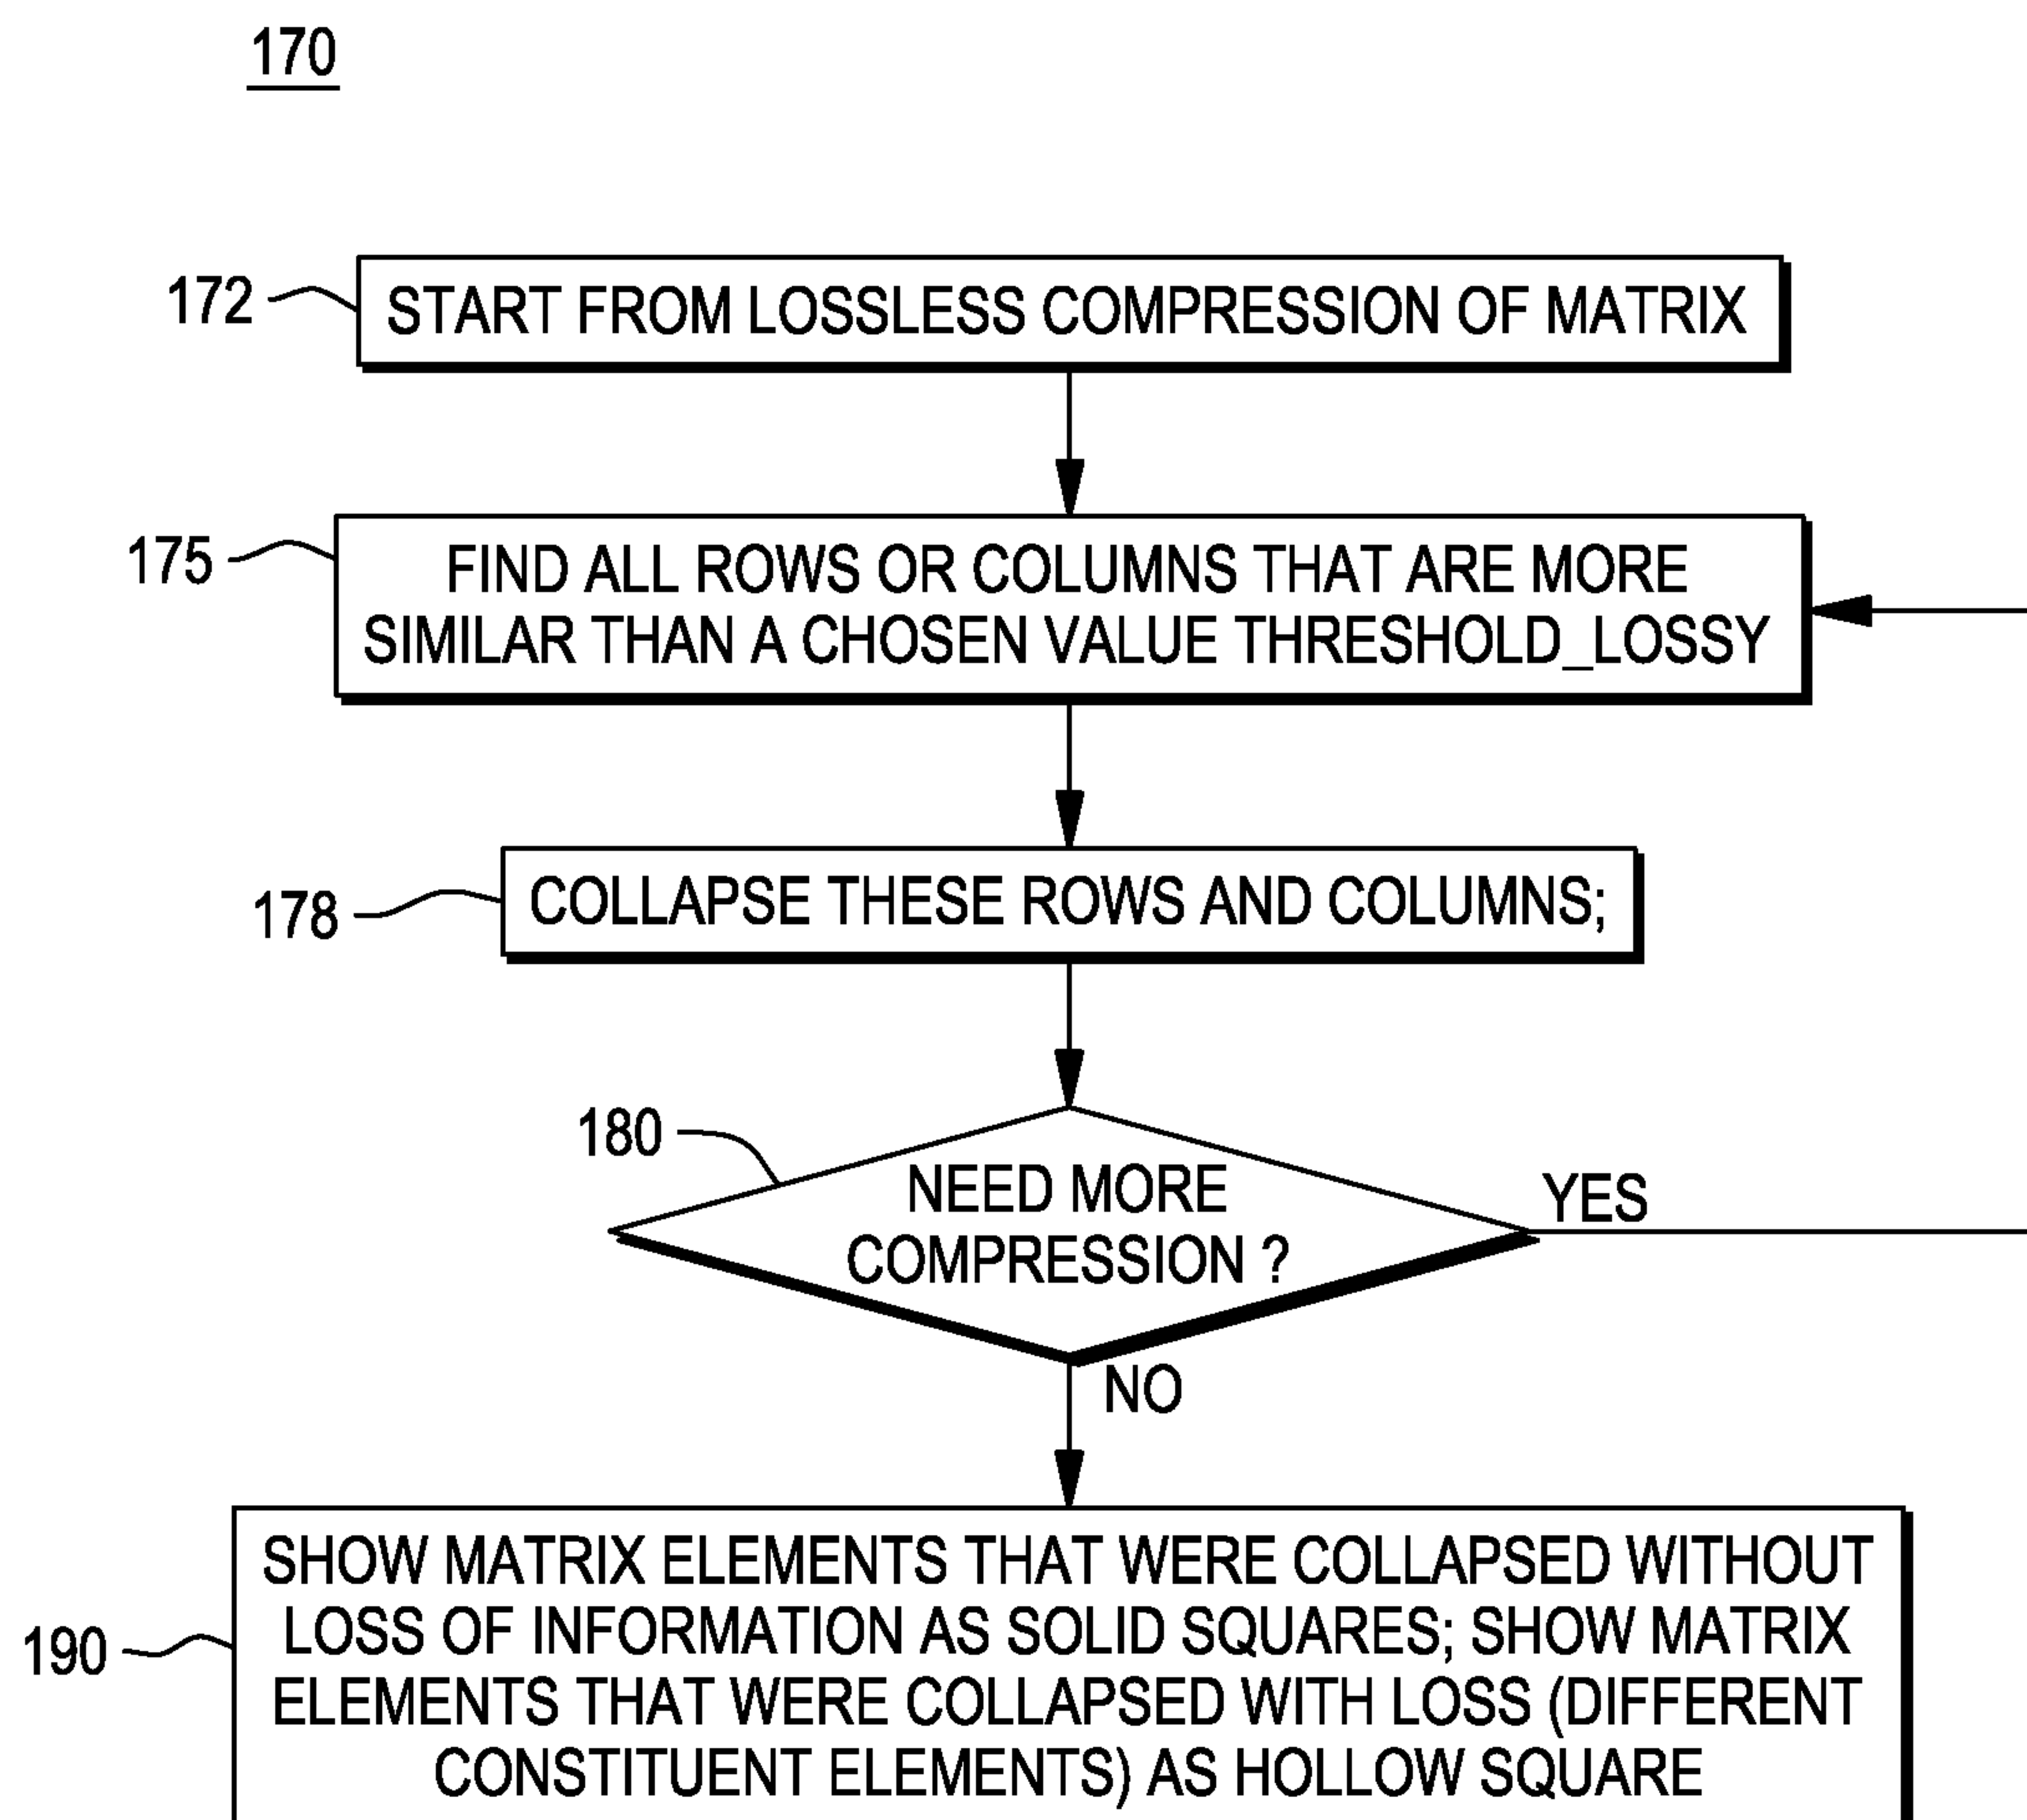 170
172
START FROM LOSSLESS COMPRESSION OF MATRIX
175
FIND ALL ROWS OR COLUMNS THAT ARE MORE
SIMILAR THAN A CHOSEN VALUE THRESHOLD_LOSSY
178
COLLAPSE THESE ROWS AND COLUMNS;
180
NEED MORE
COMPRESSION ?
YES
NO
190
SHOW MATRIX ELEMENTS THAT WERE COLLAPSED WITHOUT
LOSS OF INFORMATION AS SOLID SQUARES; SHOW MATRIX
ELEMENTS THAT WERE COLLAPSED WITH LOSS (DIFFERENT
CONSTITUENT ELEMENTS) AS HOLLOW SQUARE